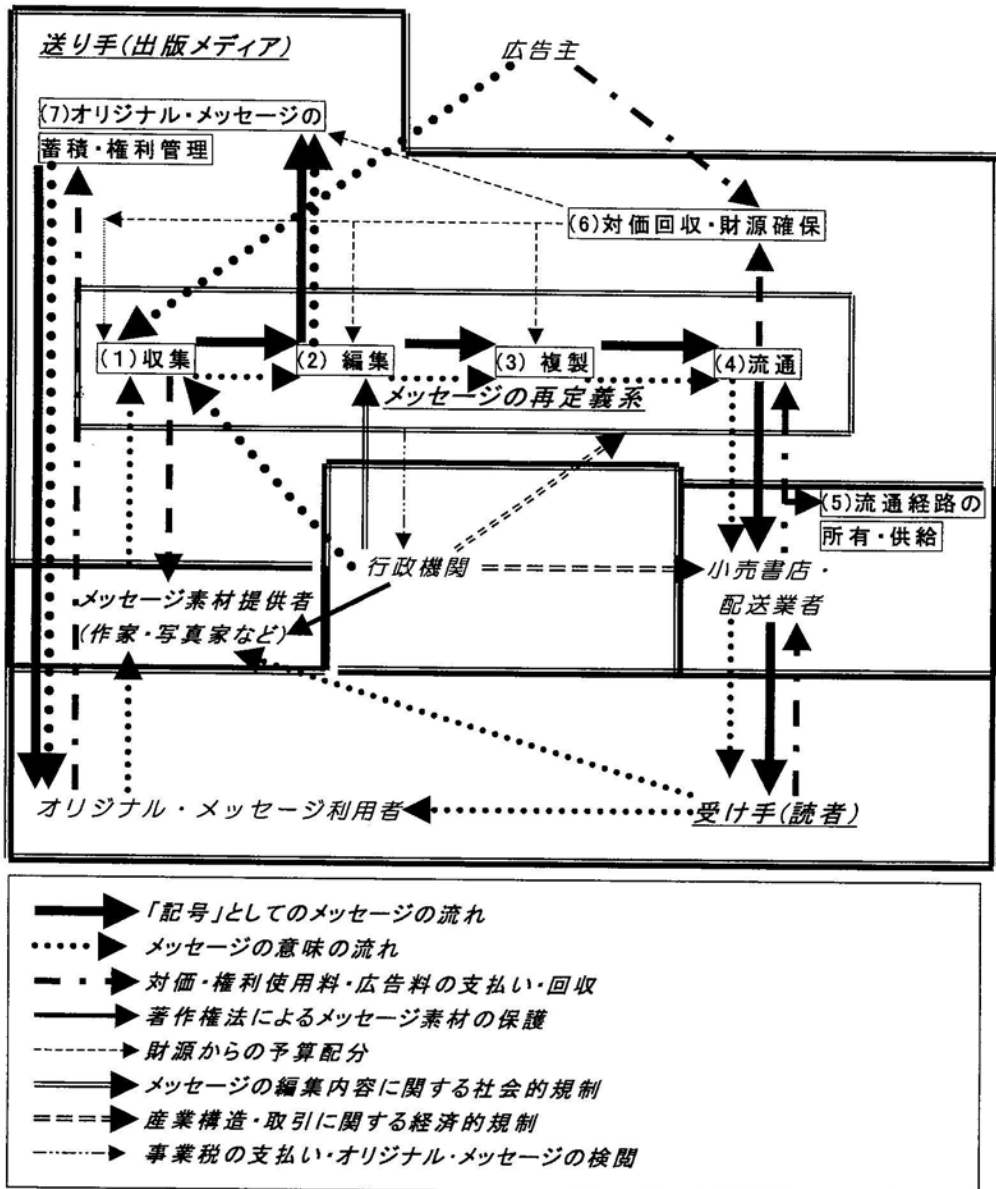 送り手(出版メディア)
広告主
(7)オリジナル・メッセージの
蓄積・権利管理
(6)対価回収・財源確保
(1)収集
(2) 編集
(3) 複製
(4)流通
メッセージの再定義系
(5)流通経路の
所有・供給
行政機関
小売書店・
配送業者
メッセージ素材提供者
(作家・写真家など)
オリジナル・メッセージ利用者
受け手(読者)
「記号」としてのメッセージの流れ
メッセージの意味の流れ
対価・権利使用料・広告料の支払い・回収
著作権法によるメッセージ素材の保護
財源からの予算配分
メッセージの編集内容に関する社会的規制
産業構造・取引に関する経済的規制
事業税の支払い・オリジナル・メッセージの検閲